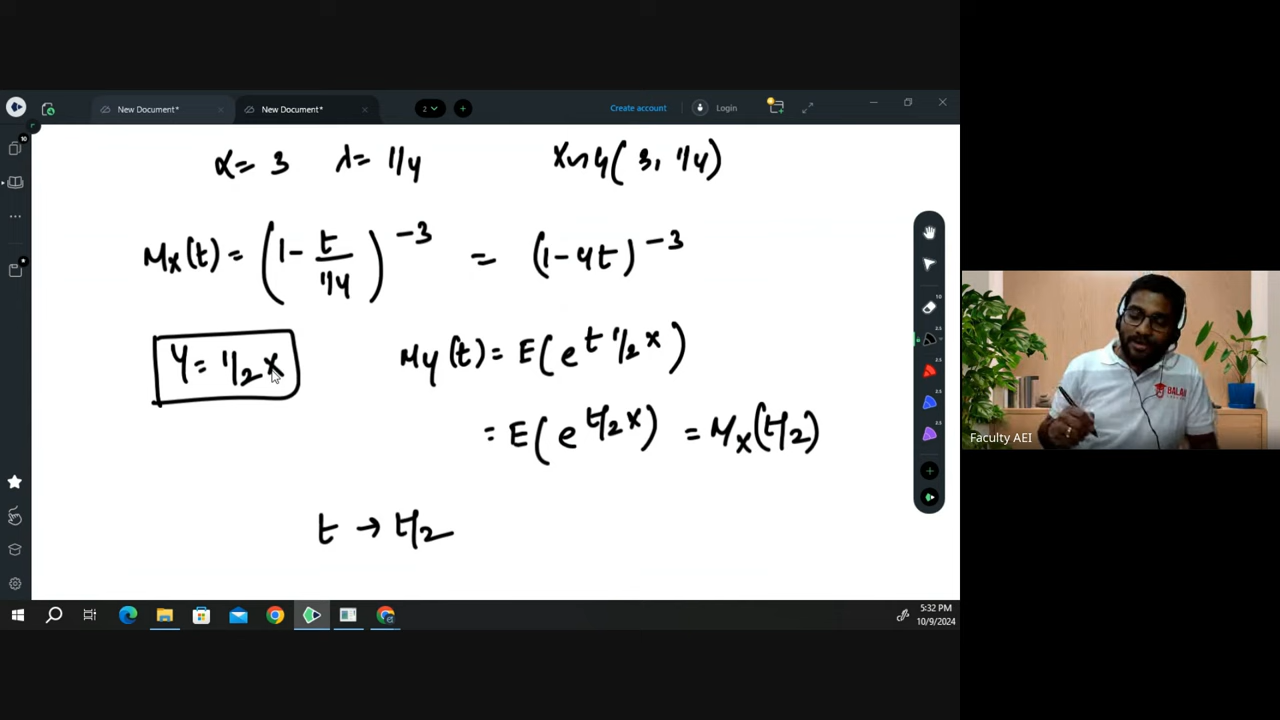 New Document*
New Document*
2
Create account
Login
α = 3 λ = 1/4 X ~ G(3, 1/4)
Mx(t) = (1 - t/1/4)^-3 = (1 - 4t)^-3
Y = 1/2 X My(t) = E(e^t 1/2 x)
= E(e^t/2 x) = Mx(t/2)
t → t/2
BALAJI
Faculty AEI
5:32 PM
10/9/2024